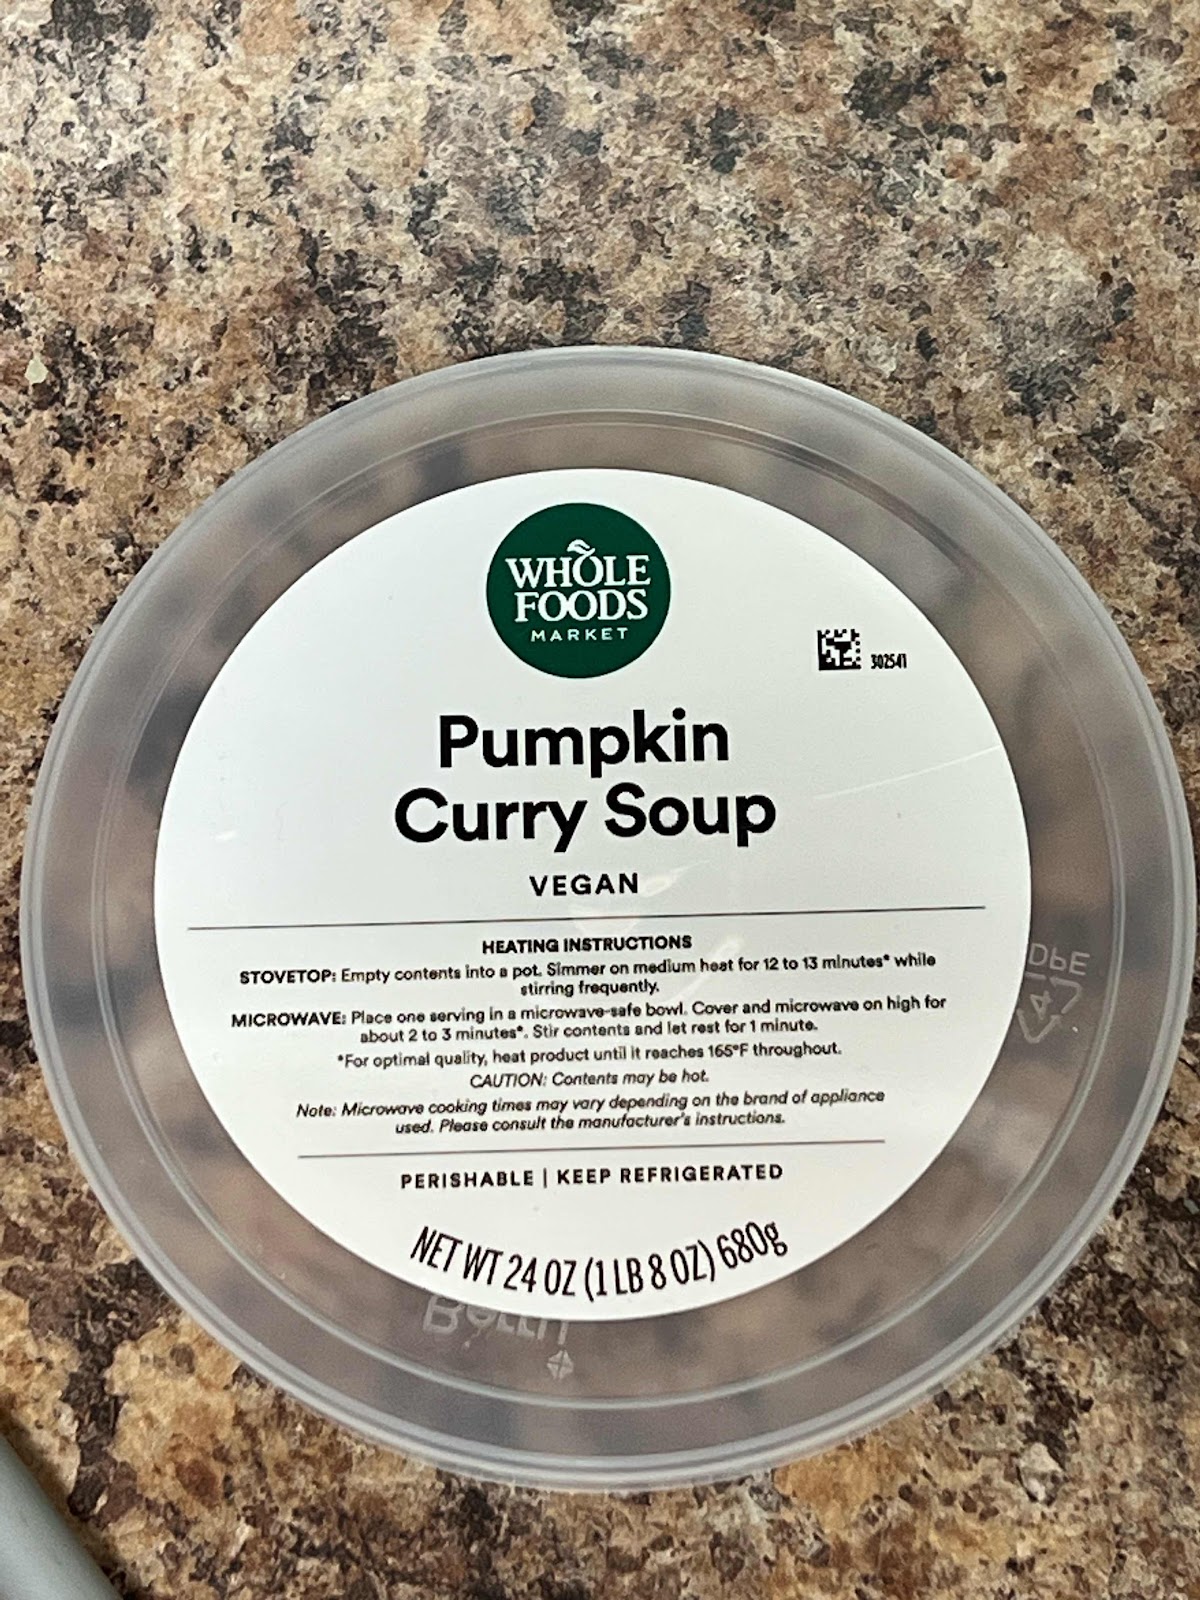 WHOLE
FOODS
MARKET
302541
Pumpkin
Curry Soup
VEGAN
HEATING INSTRUCTIONS
STOVETOP: Empty contents into a pot. Simmer on medium heat for 12 to 13 minutes* while
stirring frequently.
MICROWAVE: Place one serving in a microwave-safe bowl. Cover and microwave on high for
about 2 to 3 minutes*. Stir contents and let rest for 1 minute.
*For optimal quality, heat product until it reaches 165°F throughout.
CAUTION: Contents may be hot.
Note: Microwave cooking times may vary depending on the brand of appliance
used. Please consult the manufacturer's instructions.
PERISHABLE | KEEP REFRIGERATED
NET WT 24 OZ (1 LB 8 OZ) 680g
4